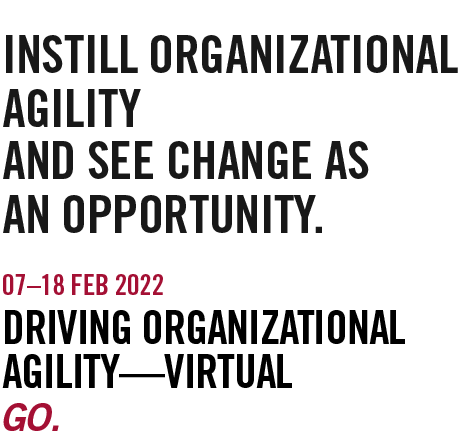 INSTILL ORGANIZATIONAL
AGILITY
AND SEE CHANGE AS
AN OPPORTUNITY.
07–18 FEB 2022
DRIVING ORGANIZATIONAL
AGILITY—VIRTUAL
GO.